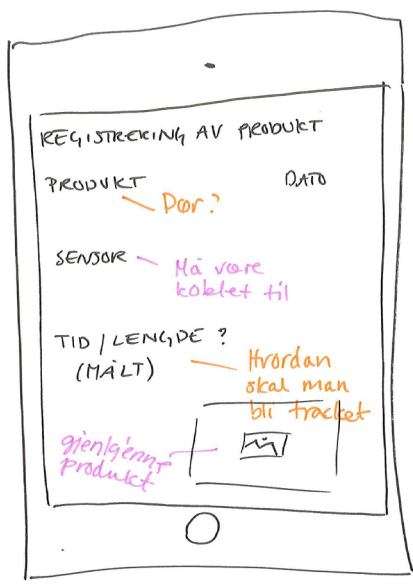 REGISTRERING AV PRODUKT
PRODUKT DATO
Dør?
SENSOR
Må være
koblet til
TID / LENGDE ?
(MÅLT)
Hvordan
skal man
bli tracket
gjenkjenne
produkt